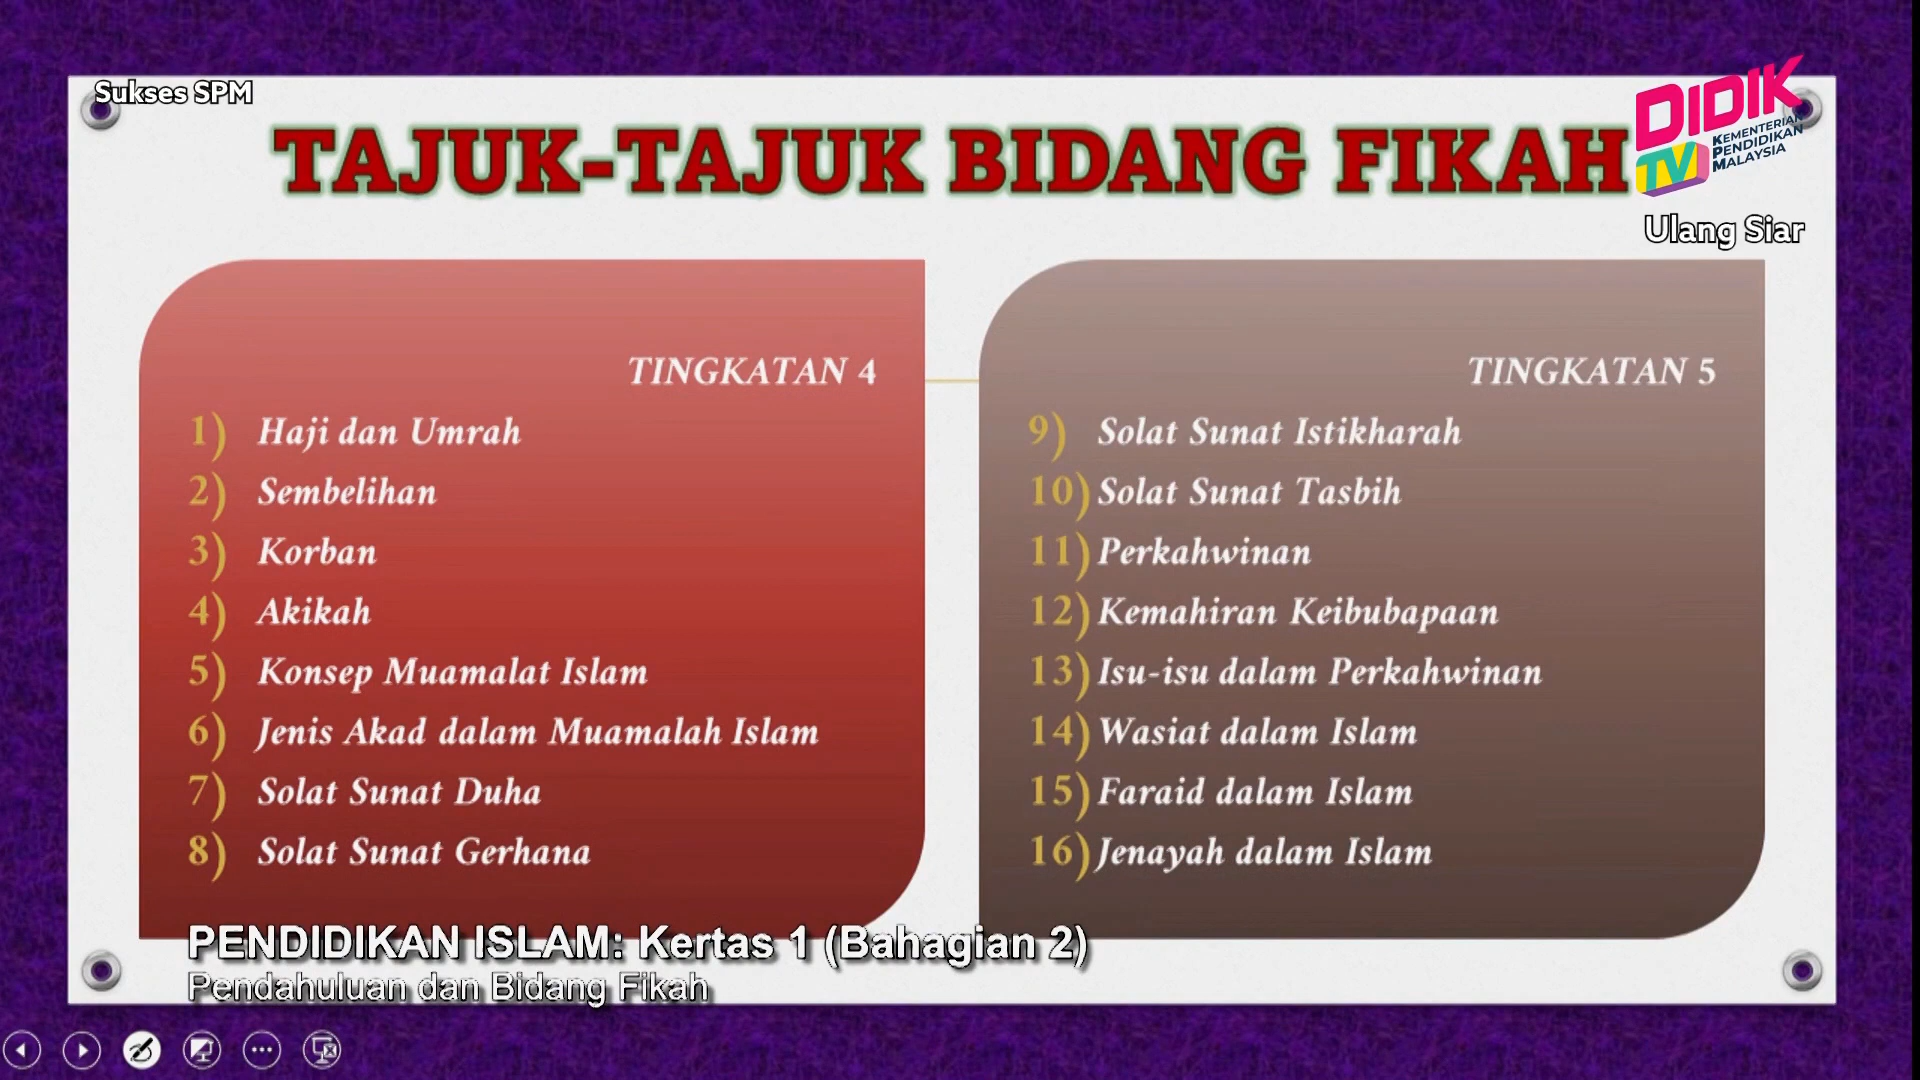 Sukses SPM
TAJUK-TAJUK BIDANG FIKAH
DIDIK
TV
KEMENTERIAN
PENDIDIKAN
MALAYSIA
Ulang Siar
TINGKATAN 4
1) Haji dan Umrah
2) Sembelihan
3) Korban
4) Akikah
5) Konsep Muamalat Islam
6) Jenis Akad dalam Muamalah Islam
7) Solat Sunat Duha
8) Solat Sunat Gerhana
TINGKATAN 5
9) Solat Sunat Istikharah
10) Solat Sunat Tasbih
11) Perkahwinan
12) Kemahiran Keibubapaan
13) Isu-isu dalam Perkahwinan
14) Wasiat dalam Islam
15) Faraid dalam Islam
16) Jenayah dalam Islam
PENDIDIKAN ISLAM: Kertas 1 (Bahagian 2)
Pendahuluan dan Bidang Fikah